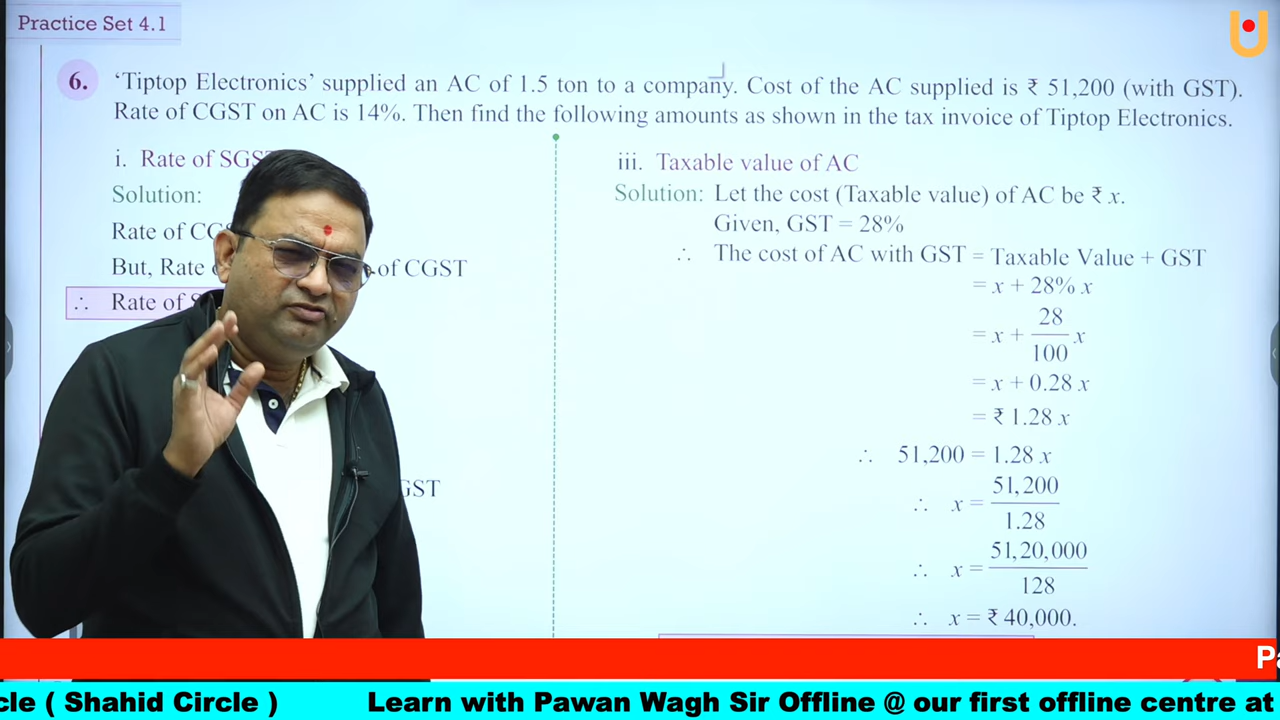 Practice Set 4.1
6. ‘Tiptop Electronics’ supplied an AC of 1.5 ton to a company. Cost of the AC supplied is ₹ 51,200 (with GST).
Rate of CGST on AC is 14%. Then find the following amounts as shown in the tax invoice of Tiptop Electronics.
i. Rate of SGST
Solution:
Rate of
But, Rate of CGST
∴ Rate of
GST
iii. Taxable value of AC
Solution: Let the cost (Taxable value) of AC be ₹ x.
Given, GST = 28%
∴ The cost of AC with GST = Taxable Value + GST
= x + 28% x
= x + 28/100 x
= x + 0.28 x
= ₹ 1.28 x
∴ 51,200 = 1.28 x
∴ x = 51,200/1.28
∴ x = 51,20,000/128
∴ x = ₹ 40,000.
cle ( Shahid Circle ) Learn with Pawan Wagh Sir Offline @ our first offline centre at